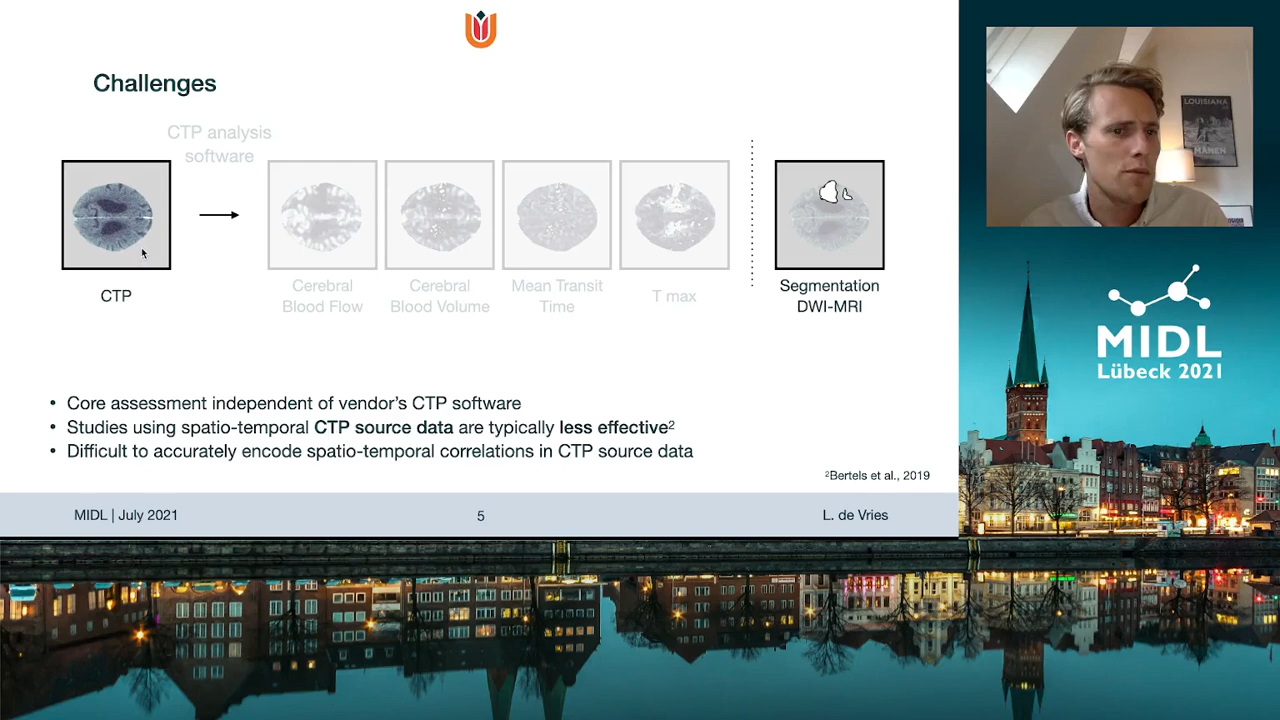 Challenges
CTP analysis
software
CTP
Cerebral
Blood Flow
Cerebral
Blood Volume
Mean Transit
Time
T max
Segmentation
DWI-MRI
• Core assessment independent of vendor's CTP software
• Studies using spatio-temporal CTP source data are typically less effective²
• Difficult to accurately encode spatio-temporal correlations in CTP source data
²Bertels et al., 2019
MIDL | July 2021
5
L. de Vries
LOUISIANA
MIDL
Lübeck 2021